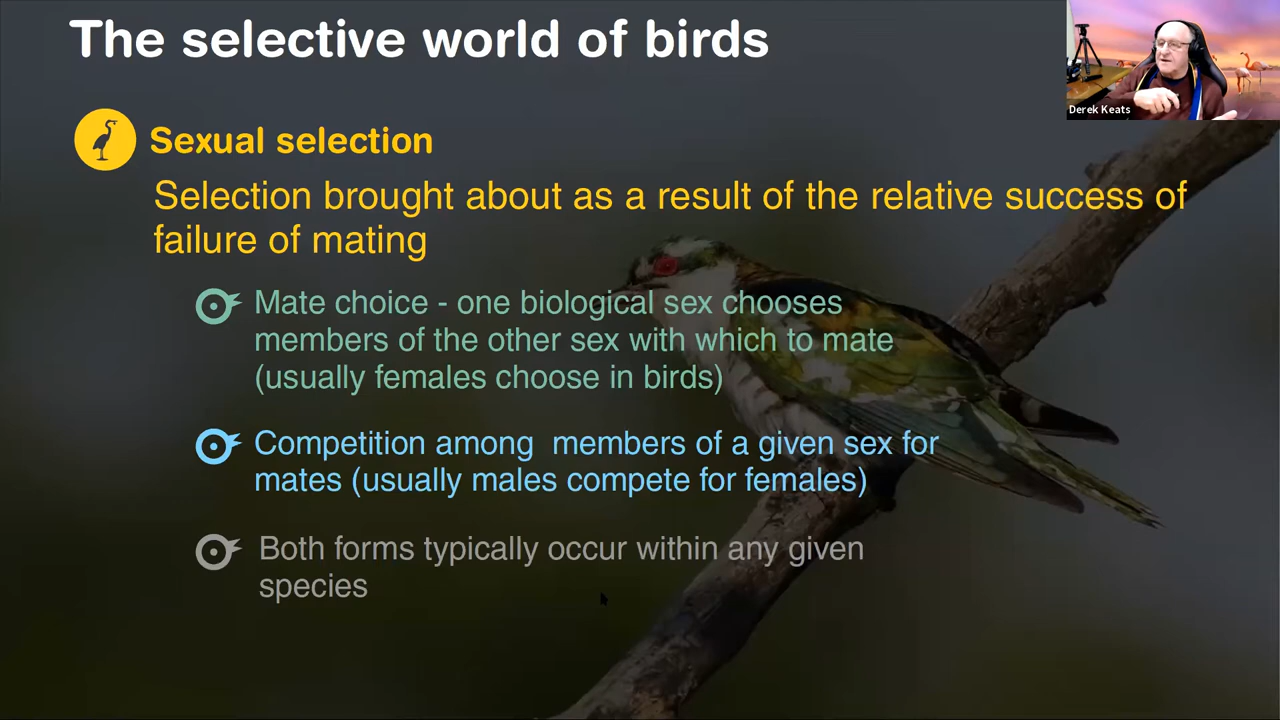 The selective world of birds
Derek Keats
Sexual selection
Selection brought about as a result of the relative success of
failure of mating
Mate choice - one biological sex chooses
members of the other sex with which to mate
(usually females choose in birds)
Competition among  members of a given sex for
mates (usually males compete for females)
Both forms typically occur within any given
species